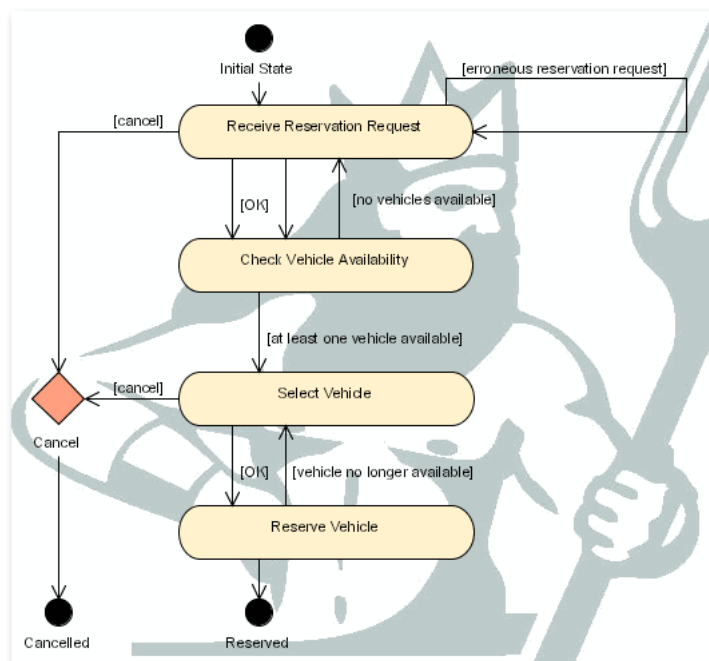 Initial State
[erroneous reservation request]
[cancel]
Receive Reservation Request
[OK]
[no vehicles available]
Check Vehicle Availability
[at least one vehicle available]
[cancel]
Select Vehicle
Cancel
[OK]
[vehicle no longer available]
Reserve Vehicle
Cancelled
Reserved